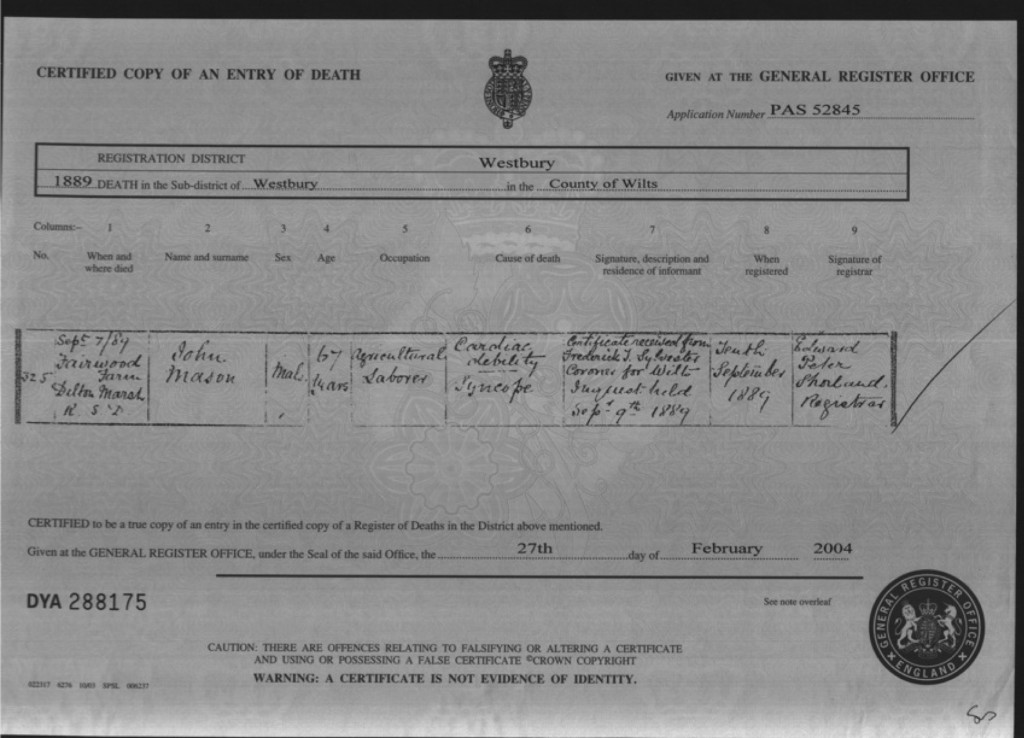 CERTIFIED COPY OF AN ENTRY OF DEATH
GIVEN AT THE GENERAL REGISTER OFFICE
Application Number PAS 52845
REGISTRATION DISTRICT Westbury
1889 DEATH in the Sub-district of Westbury in the County of Wilts
Columns:- 1 2 3 4 5 6 7 8 9
No. When and where died Name and surname Sex Age Occupation Cause of death Signature, description and residence of informant When registered Signature of registrar
325
Sept 7/89
Fairwood
Farm
Dilton Marsh
R S D
John
Mason
Male
67
years
Agricultural
Laborer
Cardiac
debility
Syncope
Certificate received from
Frederick T. Sylvester
Coroner for Wilts
Inquest held
Sept 9th 1889
Tenth
September
1889
Edward
Peter
Shorland.
Registrar
CERTIFIED to be a true copy of an entry in the certified copy of a Register of Deaths in the District above mentioned.
Given at the GENERAL REGISTER OFFICE, under the Seal of the said Office, the 27th day of February 2004
DYA 288175
See note overleaf
GENERAL REGISTER OFFICE
ENGLAND
CAUTION: THERE ARE OFFENCES RELATING TO FALSIFYING OR ALTERING A CERTIFICATE
AND USING OR POSSESSING A FALSE CERTIFICATE ©CROWN COPYRIGHT
WARNING: A CERTIFICATE IS NOT EVIDENCE OF IDENTITY.
022317 6276 10/03 SPSL 006237